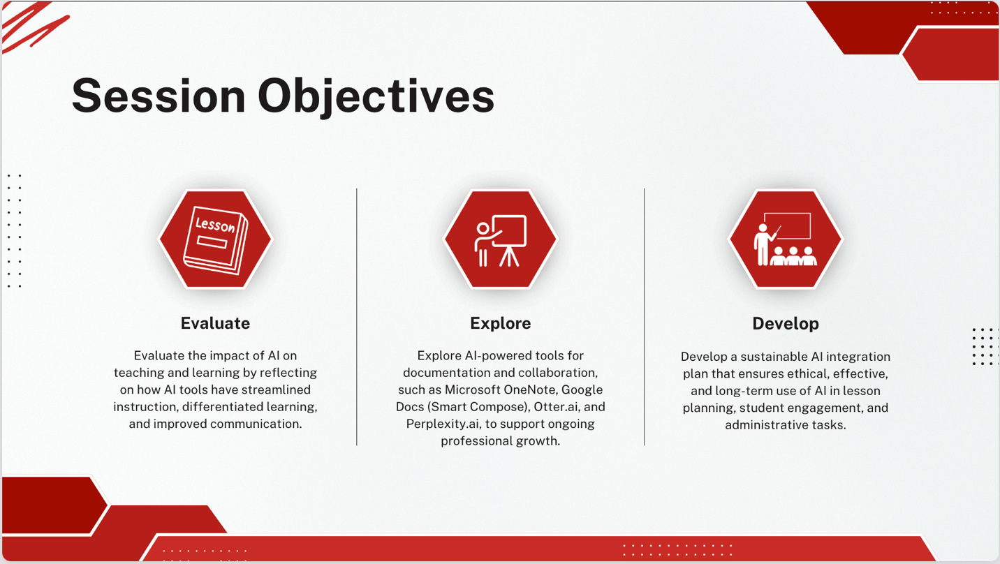 Session Objectives
Lesson
Evaluate
Evaluate the impact of AI on
teaching and learning by reflecting
on how AI tools have streamlined
instruction, differentiated learning,
and improved communication.
Explore
Explore AI-powered tools for
documentation and collaboration,
such as Microsoft OneNote, Google
Docs (Smart Compose), Otter.ai, and
Perplexity.ai, to support ongoing
professional growth.
Develop
Develop a sustainable AI integration
plan that ensures ethical, effective,
and long-term use of AI in lesson
planning, student engagement, and
administrative tasks.